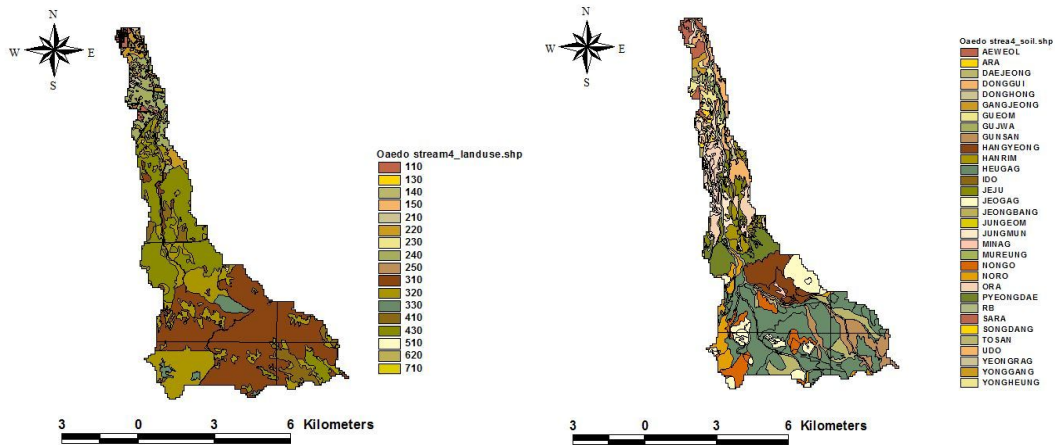 N
W E
S
Oaedo stream4_landuse.shp
110
130
140
150
210
220
230
240
250
310
320
330
410
430
510
620
710
3 0 3 6 Kilometers
N
W E
S
Oaedo strea4_soil.shp
AEWEOL
ARA
DAEJEONG
DONGGUI
DONGHONG
GANGJEONG
GUEOM
GUJWA
GUNSAN
HANGYEONG
HANRIM
HEUGAG
IDO
JEJU
JEOGAG
JEONGBANG
JUNGEOM
JUNGMUN
MINAG
MUREUNG
NONGO
NORO
ORA
PYEONGDAE
RB
SARA
SONGDANG
TOSAN
UDO
YEONGRAG
YONGGANG
YONGHEUNG
3 0 3 6 Kilometers